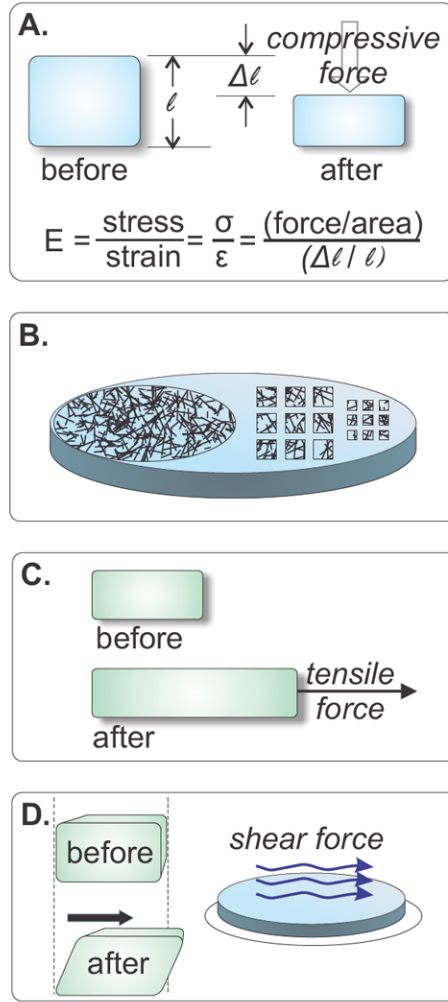 A.
compressive
force
Δℓ
ℓ
before
after
E = stress/strain = σ/ε = (force/area)/(Δℓ / ℓ)
B.
C.
before
tensile
force
after
D.
before
shear force
after